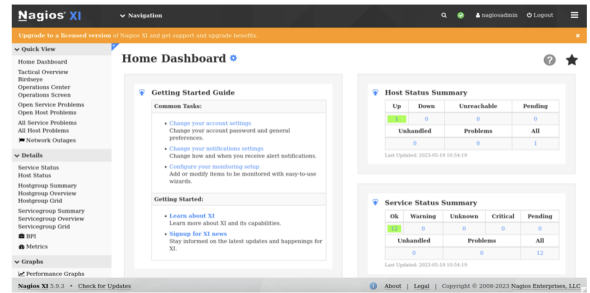 Nagios® XI
Navigation
nagiosadmin
Logout
Upgrade to a licensed version of Nagios XI and get support and upgrade benefits.
Quick View
Home Dashboard
Tactical Overview
Birdseye
Operations Center
Operations Screen
Open Service Problems
Open Host Problems
All Service Problems
All Host Problems
Network Outages
Details
Service Status
Host Status
Hostgroup Summary
Hostgroup Overview
Hostgroup Grid
Servicegroup Summary
Servicegroup Overview
Servicegroup Grid
BPI
Metrics
Graphs
Performance Graphs
Home Dashboard
Getting Started Guide
Common Tasks:
Change your account settings
Change your account password and general
preferences.
Change your notifications settings
Change how and when you receive alert notifications.
Configure your monitoring setup
Add or modify items to be monitored with easy-to-use
wizards.
Getting Started:
Learn about XI
Learn more about XI and its capabilities.
Signup for XI news
Stay informed on the latest updates and happenings for
XI.
Host Status Summary
Up Down Unreachable Pending
1 0 0 0
Unhandled Problems All
0 0 1
Last Updated: 2023-05-19 10:54:19
Service Status Summary
Ok Warning Unknown Critical Pending
12 0 0 0 0
Unhandled Problems All
0 0 12
Last Updated: 2023-05-19 10:54:19
Nagios XI 5.9.3 • Check for Updates
About | Legal | Copyright © 2008-2023 Nagios Enterprises, LLC